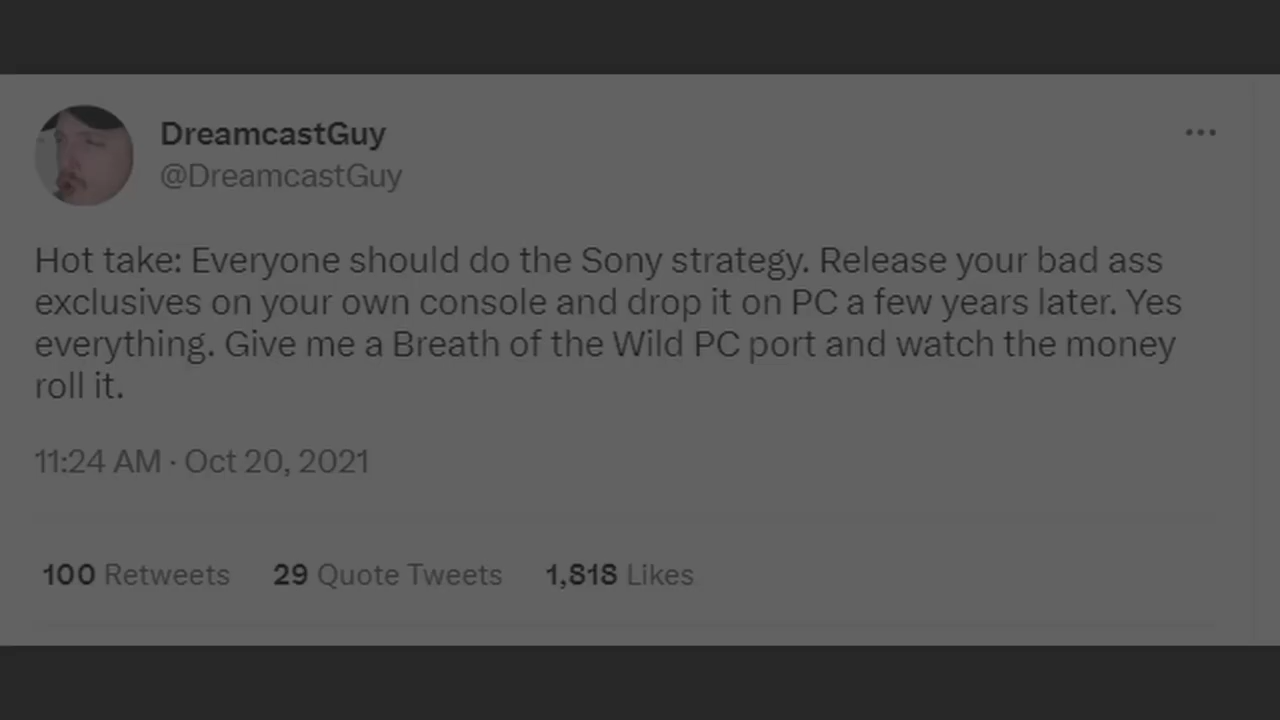 DreamcastGuy
@DreamcastGuy
Hot take: Everyone should do the Sony strategy. Release your bad ass
exclusives on your own console and drop it on PC a few years later. Yes
everything. Give me a Breath of the Wild PC port and watch the money
roll it.
11:24 AM · Oct 20, 2021
100 Retweets 29 Quote Tweets 1,818 Likes